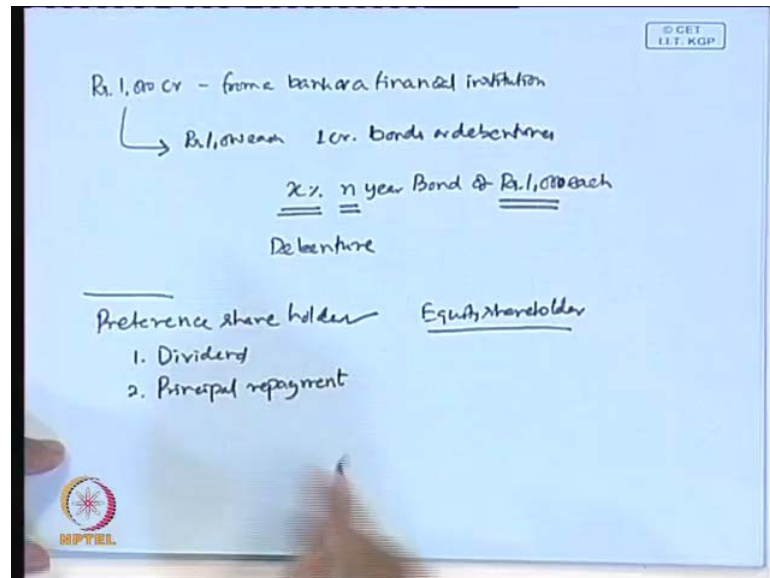 © CET
I.I.T. KGP
Rs. 1,000 cr - from a bank or a financial institution
Rs. 1,000 each 1 cr. bonds or debentures
x% n year Bond of Rs. 1,000 each
Debenture
Preference share holder Equity shareholder
1. Dividend
2. Principal repayment
NPTEL